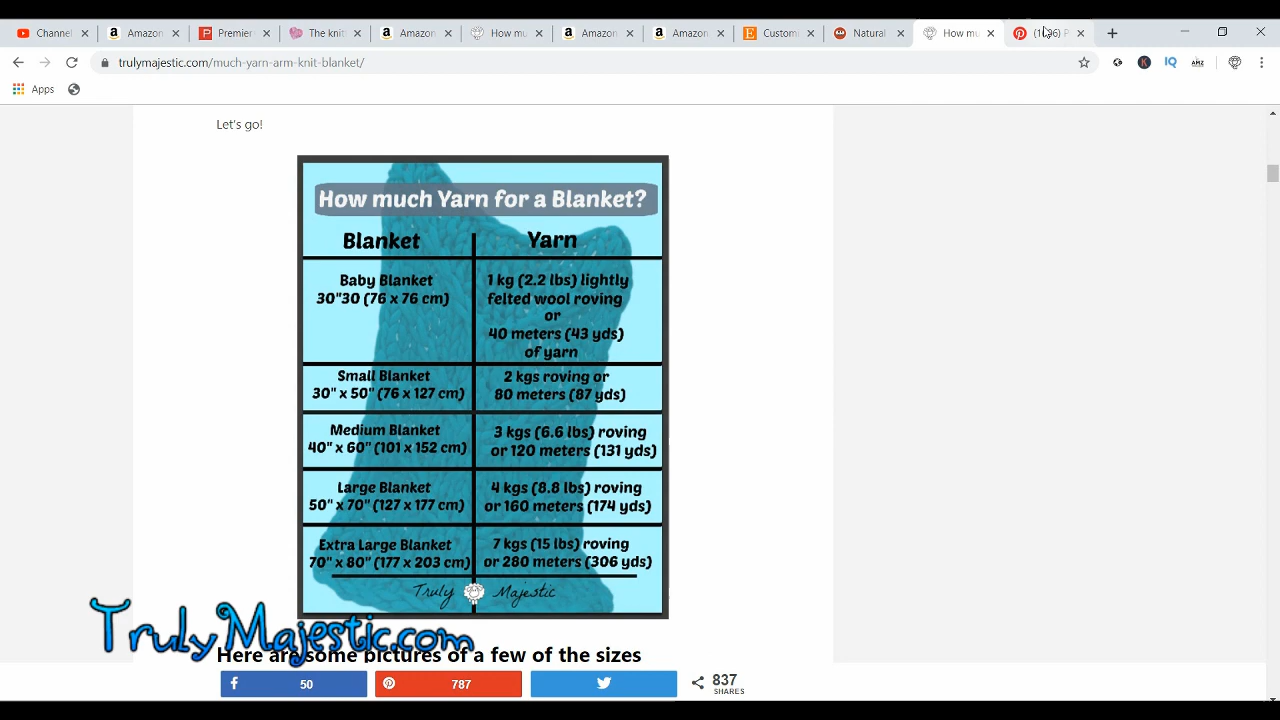 Channel
Amazon
Premier
The knit
Amazon
How mu
Amazon
Amazon
Custom
Natural
How mu
trulymajestic.com/much-yarn-arm-knit-blanket/
Apps
Let's go!
How much Yarn for a Blanket?
Blanket Yarn
Baby Blanket
30"30 (76 x 76 cm)
1 kg (2.2 lbs) lightly
felted wool roving
or
40 meters (43 yds)
of yarn
Small Blanket
30" x 50" (76 x 127 cm)
2 kgs roving or
80 meters (87 yds)
Medium Blanket
40" x 60" (101 x 152 cm)
3 kgs (6.6 lbs) roving
or 120 meters (131 yds)
Large Blanket
50" x 70" (127 x 177 cm)
4 kgs (8.8 lbs) roving
or 160 meters (174 yds)
Extra Large Blanket
70" x 80" (177 x 203 cm)
7 kgs (15 lbs) roving
or 280 meters (306 yds)
Truly Majestic
TrulyMajestic.com
Here are some pictures of a few of the sizes
50
787
837
SHARES